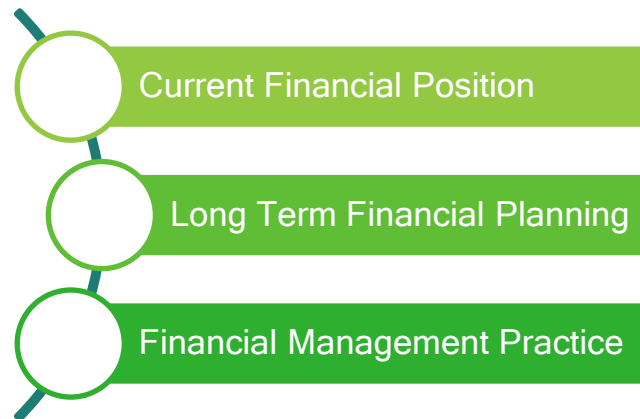 Current Financial Position
Long Term Financial Planning
Financial Management Practice